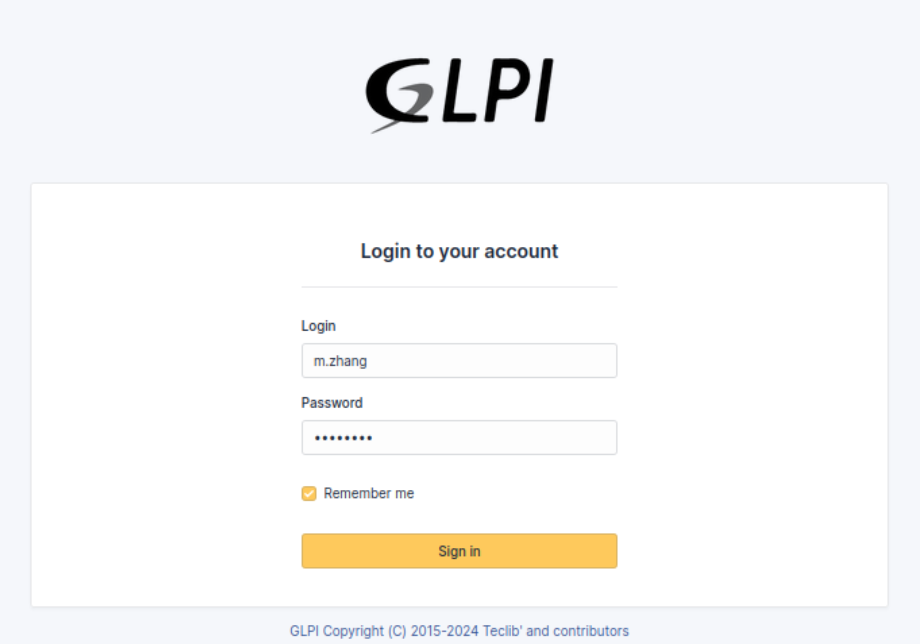 GLPI
Login to your account
Login
m.zhang
Password
••••••••
Remember me
Sign in
GLPI Copyright (C) 2015-2024 Teclib' and contributors